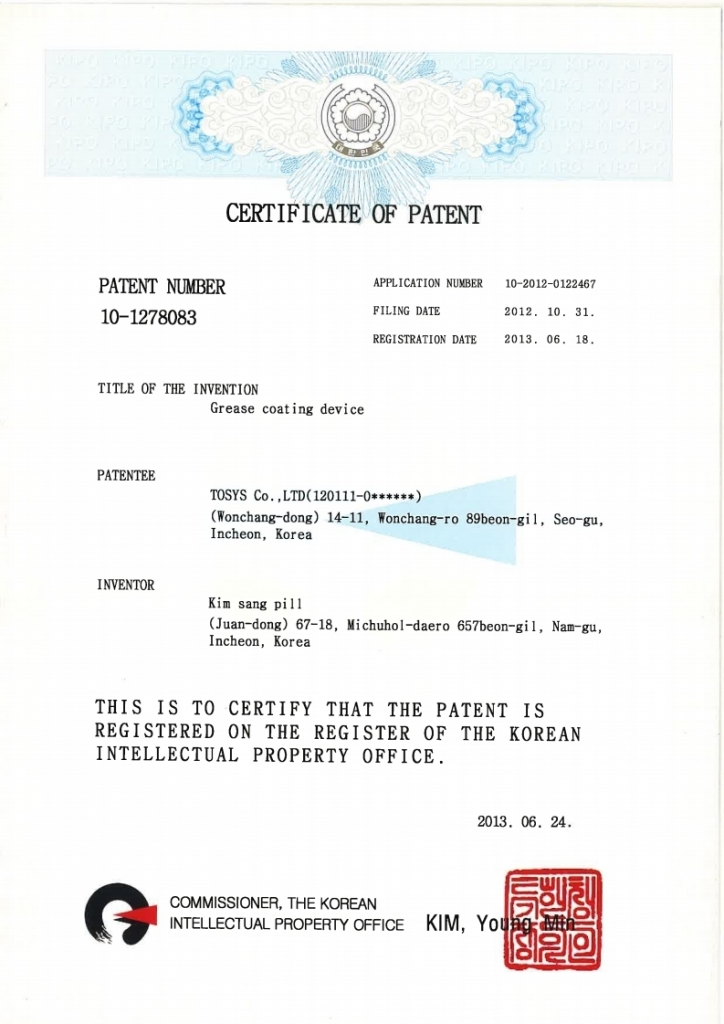 CERTIFICATE OF PATENT
PATENT NUMBER
10-1278083
APPLICATION NUMBER 10-2012-0122467
FILING DATE 2012. 10. 31.
REGISTRATION DATE 2013. 06. 18.
TITLE OF THE INVENTION
Grease coating device
PATENTEE
TOSYS Co.,LTD(120111-0******)
(Wonchang-dong) 14-11, Wonchang-ro 89beon-gil, Seo-gu,
Incheon, Korea
INVENTOR
Kim sang pill
(Juan-dong) 67-18, Michuhol-daero 657beon-gil, Nam-gu,
Incheon, Korea
THIS IS TO CERTIFY THAT THE PATENT IS
REGISTERED ON THE REGISTER OF THE KOREAN
INTELLECTUAL PROPERTY OFFICE.
2013. 06. 24.
COMMISSIONER, THE KOREAN
INTELLECTUAL PROPERTY OFFICE KIM, Young Min